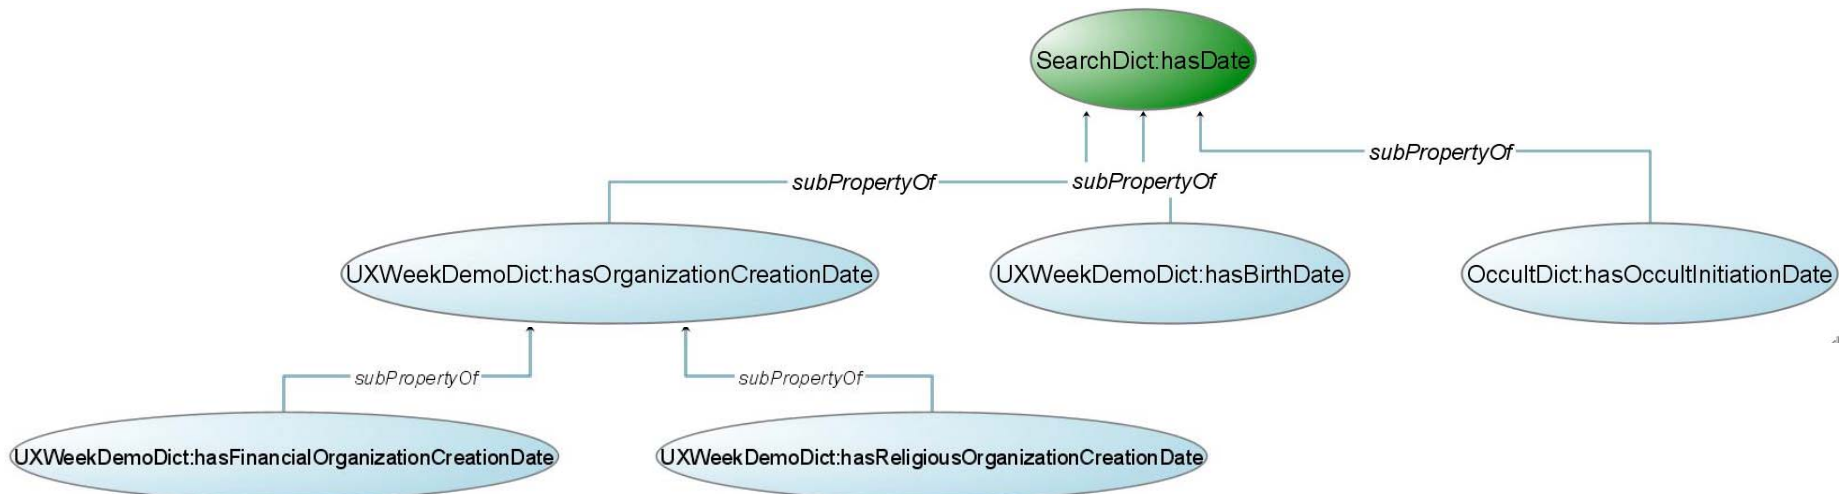 SearchDict:hasDate
subPropertyOf
subPropertyOf
subPropertyOf
UXWeekDemoDict:hasOrganizationCreationDate
UXWeekDemoDict:hasBirthDate
OccultDict:hasOccultInitiationDate
subPropertyOf
subPropertyOf
UXWeekDemoDict:hasFinancialOrganizationCreationDate
UXWeekDemoDict:hasReligiousOrganizationCreationDate